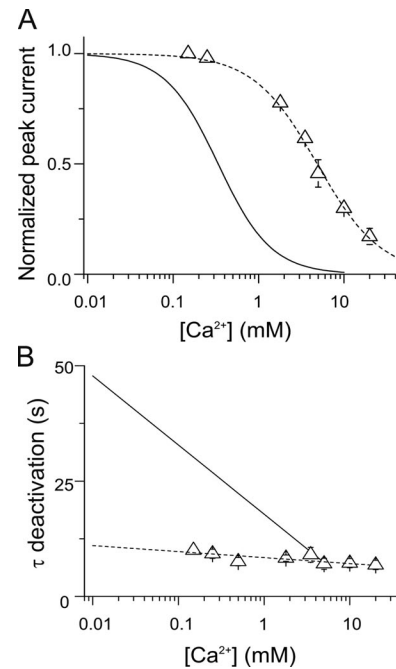 A
Normalized peak current
1.0
0.5
0.0
0.01 0.1 1 10
[Ca²⁺] (mM)
B
τ deactivation (s)
50
25
0
0.01 0.1 1 10
[Ca²⁺] (mM)